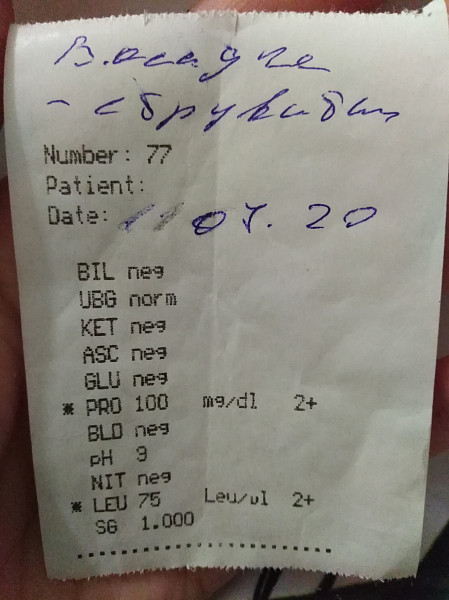 В осадке
- струвиты
Number: 77
Patient:
Date: 11 07. 20
BIL neg
UBG norm
KET neg
ASC neg
GLU neg
* PRO 100 mg/dl 2+
BLD neg
pH 9
NIT neg
* LEU 75 Leu/ul 2+
SG 1.000